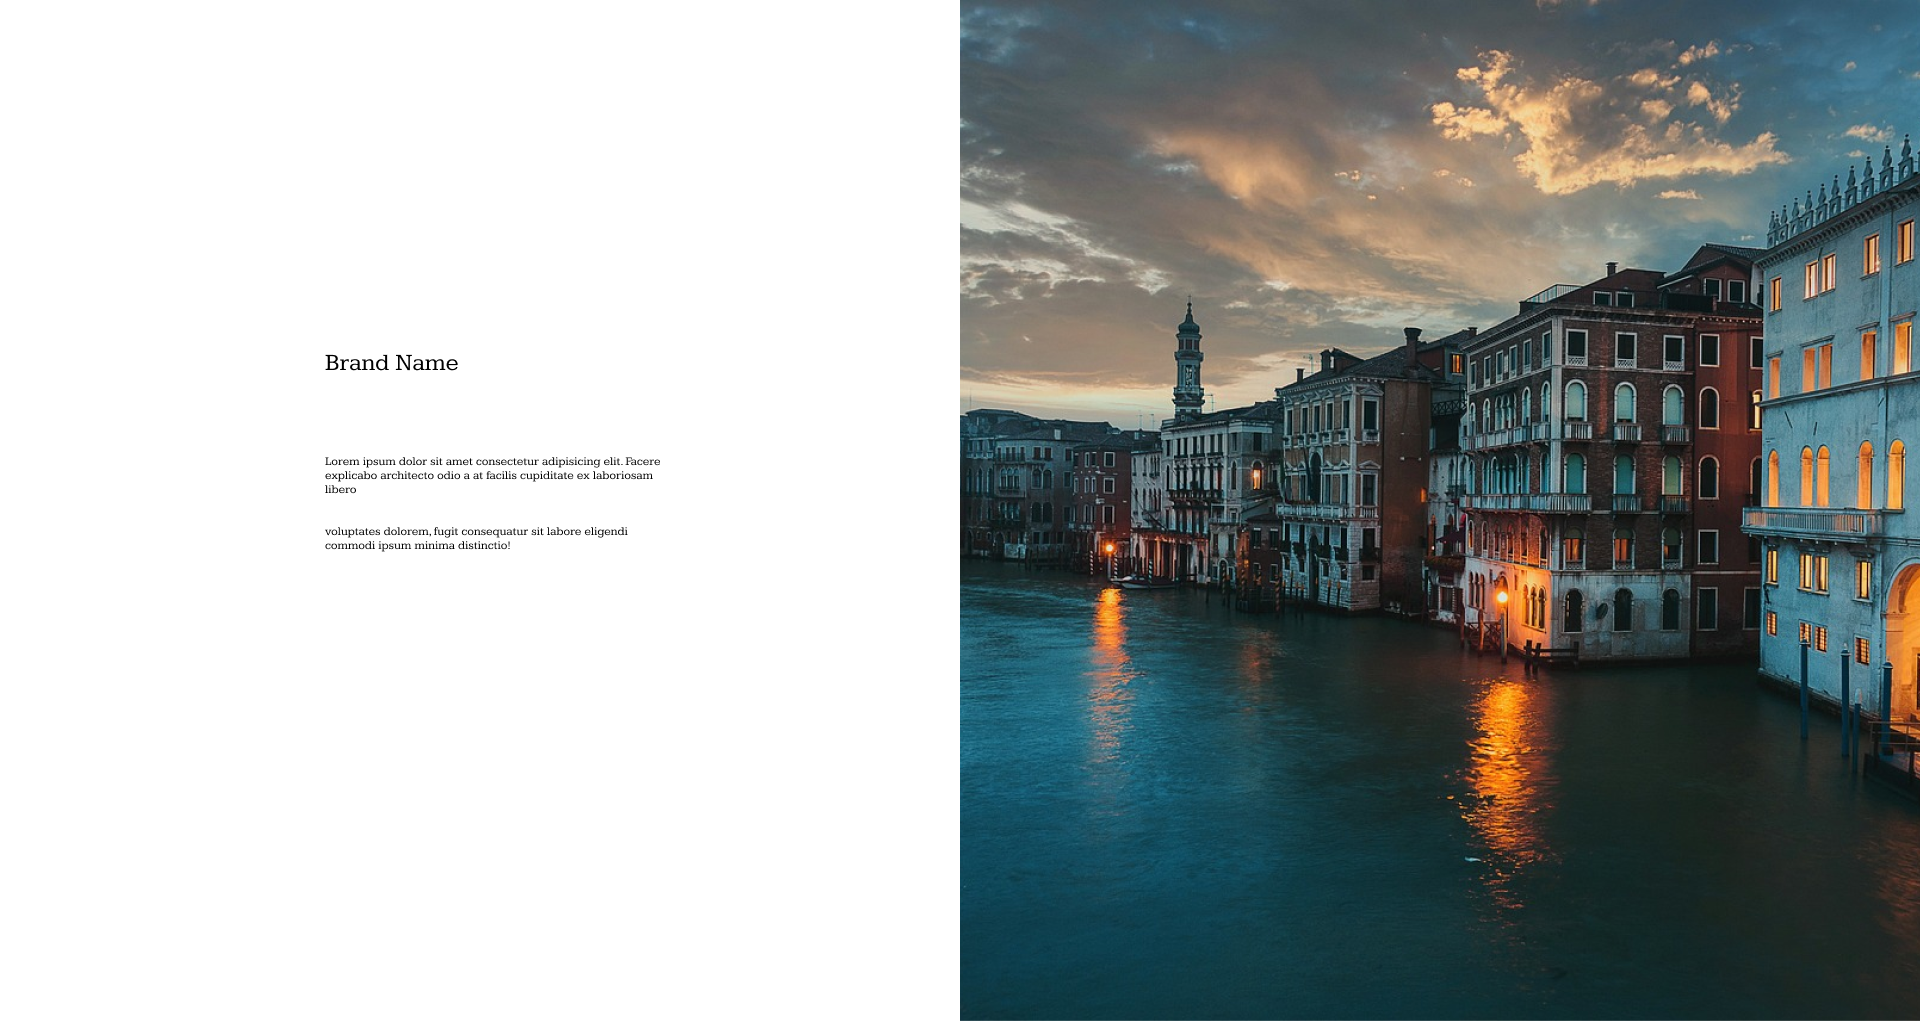 Brand Name
Lorem ipsum dolor sit amet consectetur adipisicing elit. Facere
explicabo architecto odio a at facilis cupiditate ex laboriosam
libero
voluptates dolorem, fugit consequatur sit labore eligendi
commodi ipsum minima distinctio!